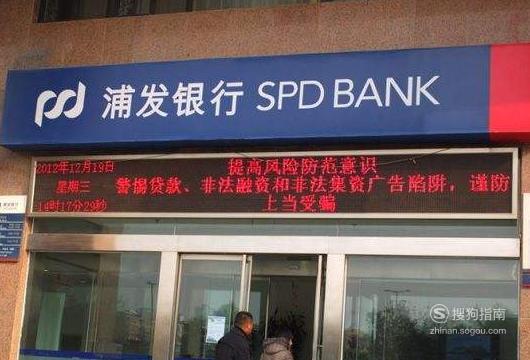 浦发银行 SPD BANK
2012年12月19日
星期三
14时17分29秒
提高风险防范意识
警惕贷款、非法融资和非法集资广告陷阱，谨防
上当受骗
搜狗指南
zhinan.sogou.com